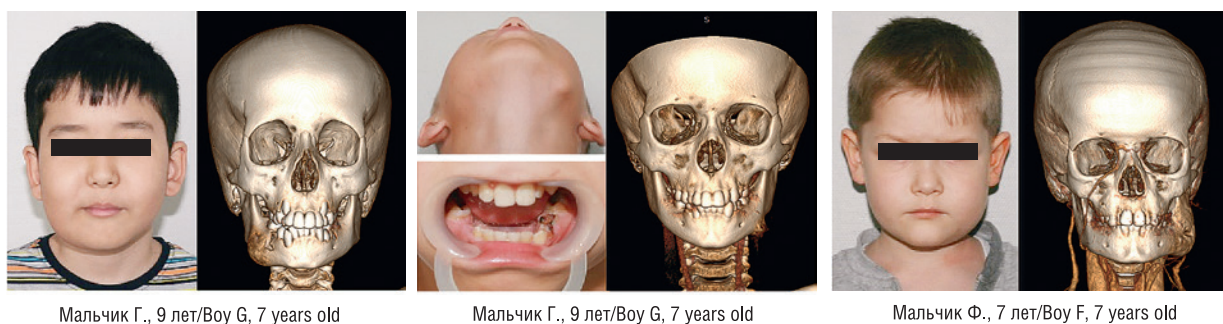 S
Мальчик Г., 9 лет/Boy G, 7 years old
Мальчик Г., 9 лет/Boy G, 7 years old
Мальчик Ф., 7 лет/Boy F, 7 years old